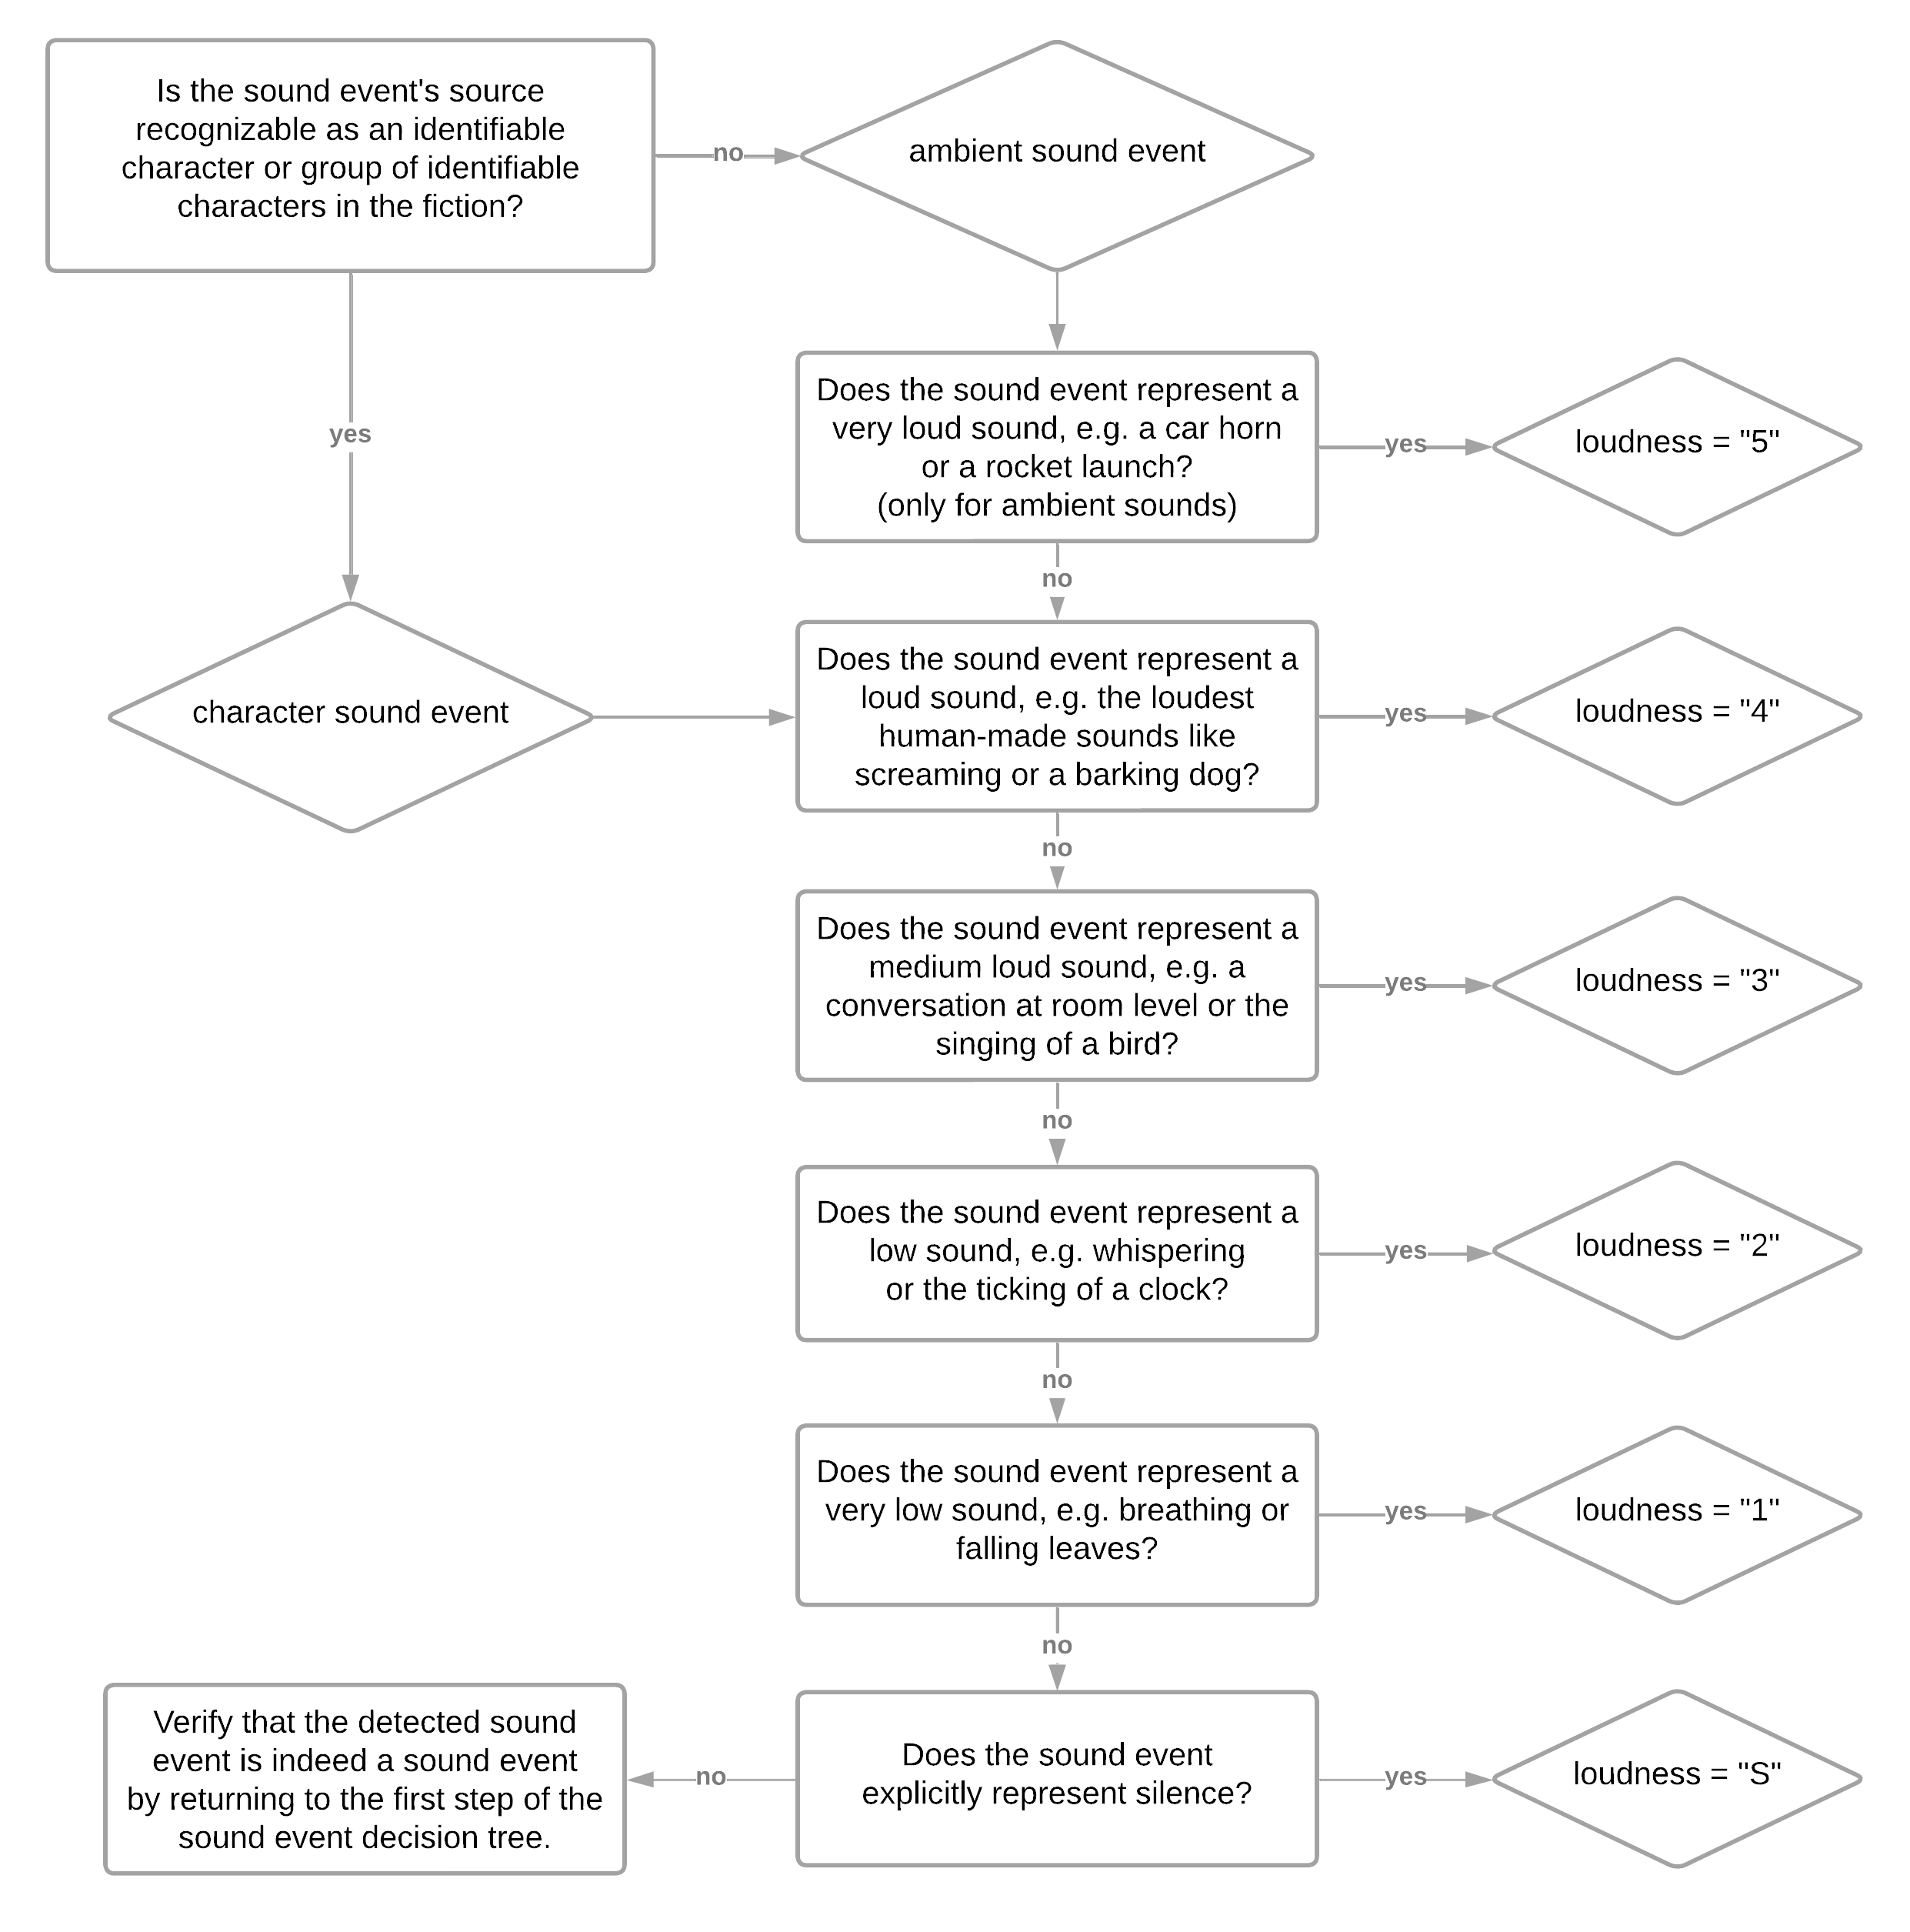 Is the sound event's source
recognizable as an identifiable
character or group of identifiable
characters in the fiction?
no
ambient sound event
yes
Does the sound event represent a
very loud sound, e.g. a car horn
or a rocket launch?
(only for ambient sounds)
yes
loudness = "5"
no
character sound event
Does the sound event represent a
loud sound, e.g. the loudest
human-made sounds like
screaming or a barking dog?
yes
loudness = "4"
no
Does the sound event represent a
medium loud sound, e.g. a
conversation at room level or the
singing of a bird?
yes
loudness = "3"
no
Does the sound event represent a
low sound, e.g. whispering
or the ticking of a clock?
yes
loudness = "2"
no
Does the sound event represent a
very low sound, e.g. breathing or
falling leaves?
yes
loudness = "1"
no
Does the sound event
explicitly represent silence?
yes
loudness = "S"
no
Verify that the detected sound
event is indeed a sound event
by returning to the first step of the
sound event decision tree.